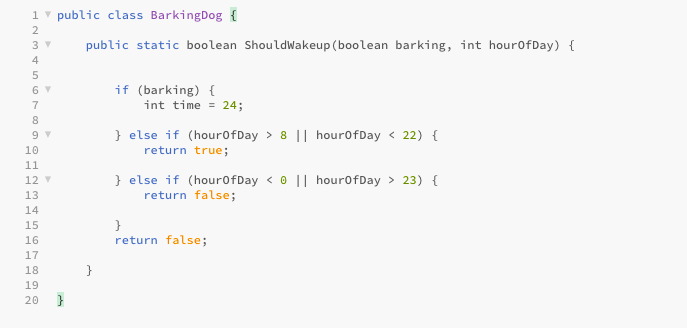 1 public class BarkingDog {
2
3 public static boolean ShouldWakeup(boolean barking, int hourOfDay) {
4
5
6 if (barking) {
7 int time = 24;
8
9 } else if (hourOfDay > 8 || hourOfDay < 22) {
10 return true;
11
12 } else if (hourOfDay < 0 || hourOfDay > 23) {
13 return false;
14
15 }
16 return false;
17
18 }
19
20 }